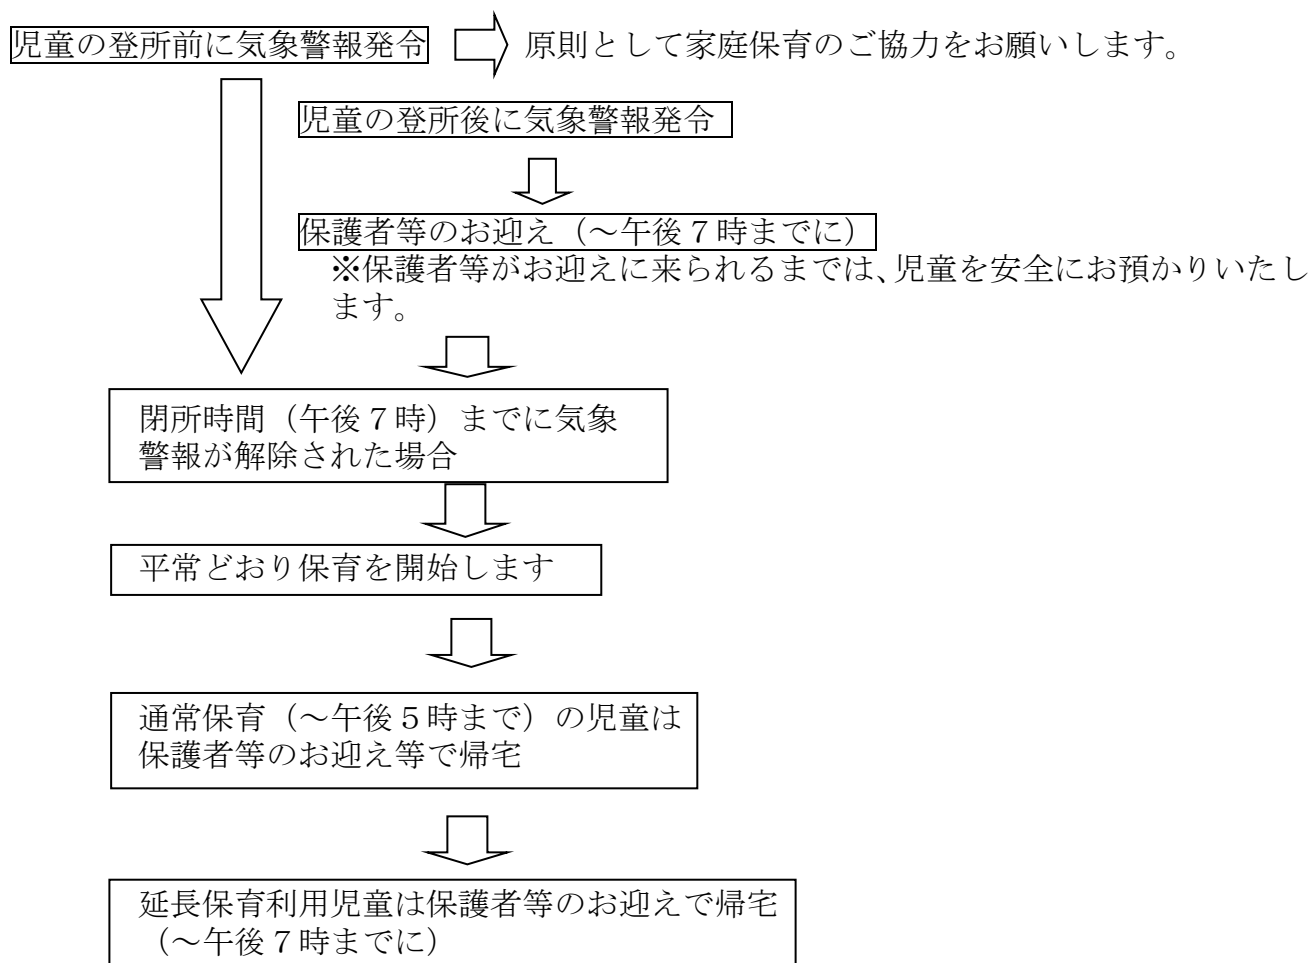 児童の登所前に気象警報発令
原則として家庭保育のご協力をお願いします。
児童の登所後に気象警報発令
保護者等のお迎え（～午後７時までに）
※保護者等がお迎えに来られるまでは、児童を安全にお預かりいたし
ます。
閉所時間（午後７時）までに気象
警報が解除された場合
平常どおり保育を開始します
通常保育（～午後５時まで）の児童は
保護者等のお迎え等で帰宅
延長保育利用児童は保護者等のお迎えで帰宅
（～午後７時までに）